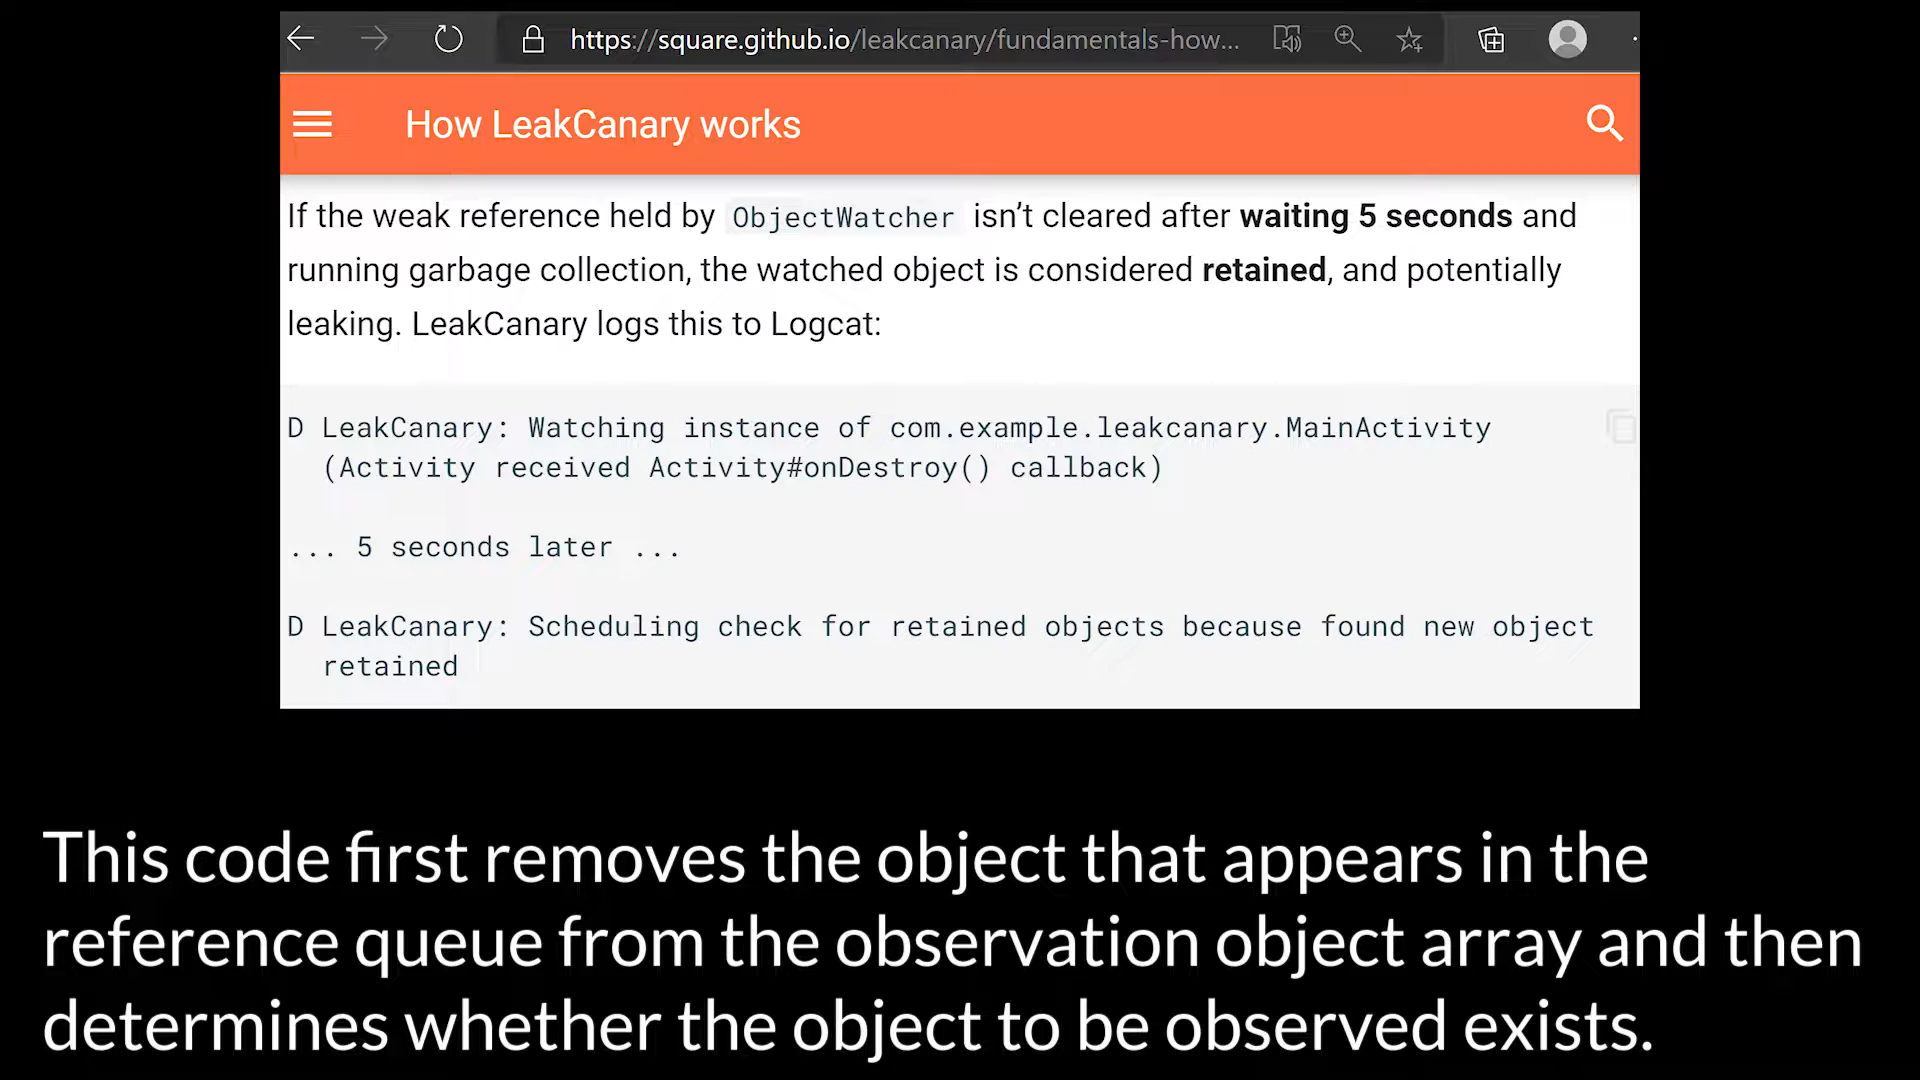 https://square.github.io/leakcanary/fundamentals-how...
How LeakCanary works
If the weak reference held by ObjectWatcher isn’t cleared after waiting 5 seconds and
running garbage collection, the watched object is considered retained, and potentially
leaking. LeakCanary logs this to Logcat:
D LeakCanary: Watching instance of com.example.leakcanary.MainActivity
(Activity received Activity#onDestroy() callback)
... 5 seconds later ...
D LeakCanary: Scheduling check for retained objects because found new object
retained
This code first removes the object that appears in the
reference queue from the observation object array and then
determines whether the object to be observed exists.